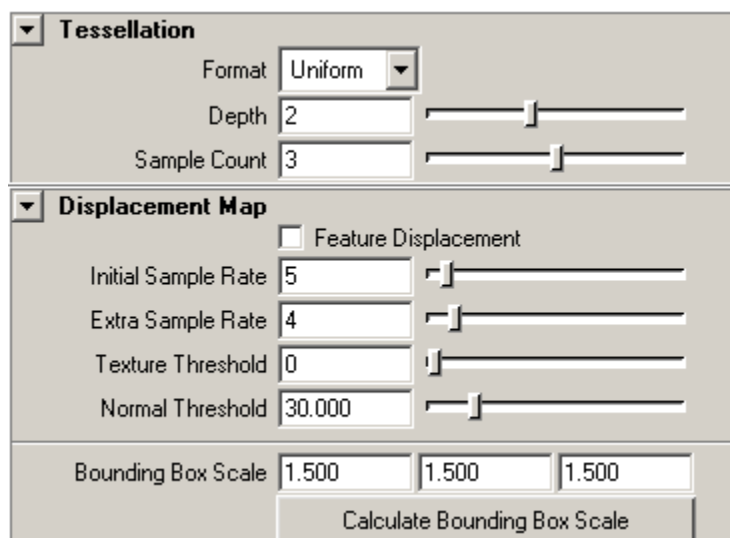 Tessellation
Format Uniform
Depth 2
Sample Count 3
Displacement Map
Feature Displacement
Initial Sample Rate 5
Extra Sample Rate 4
Texture Threshold 0
Normal Threshold 30.000
Bounding Box Scale 1.500 1.500 1.500
Calculate Bounding Box Scale